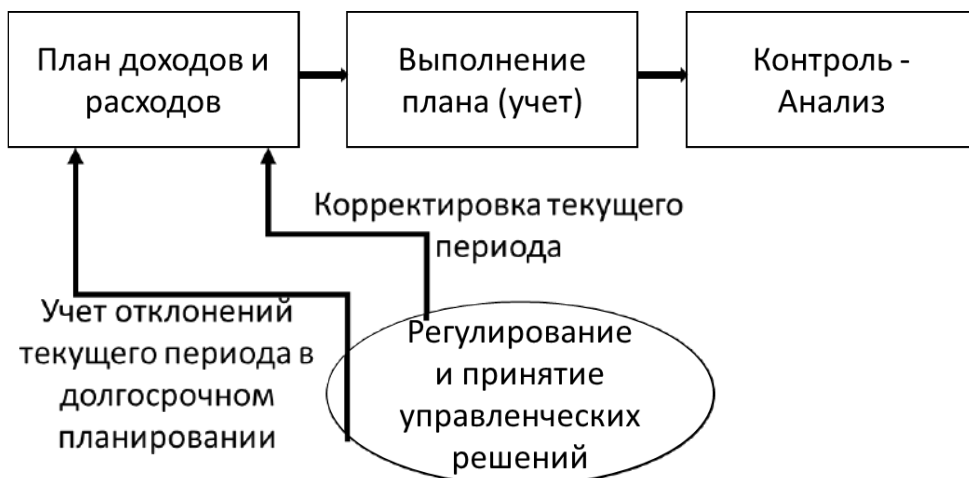 План доходов и
расходов
Выполнение
плана (учет)
Контроль -
Анализ
Корректировка текущего
периода
Учет отклонений
текущего периода в
долгосрочном
планировании
Регулирование
и принятие
управленческих
решений